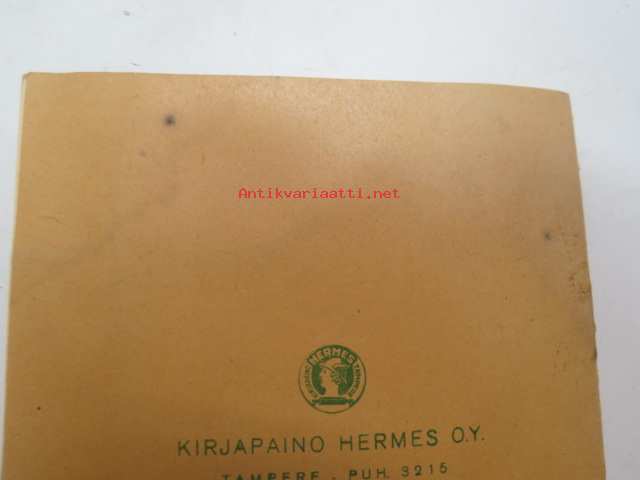 Antikvariaatti.net
HERMES
KIRJAPAINO HERMES O.Y.
TAMPERE . PUH. 3215